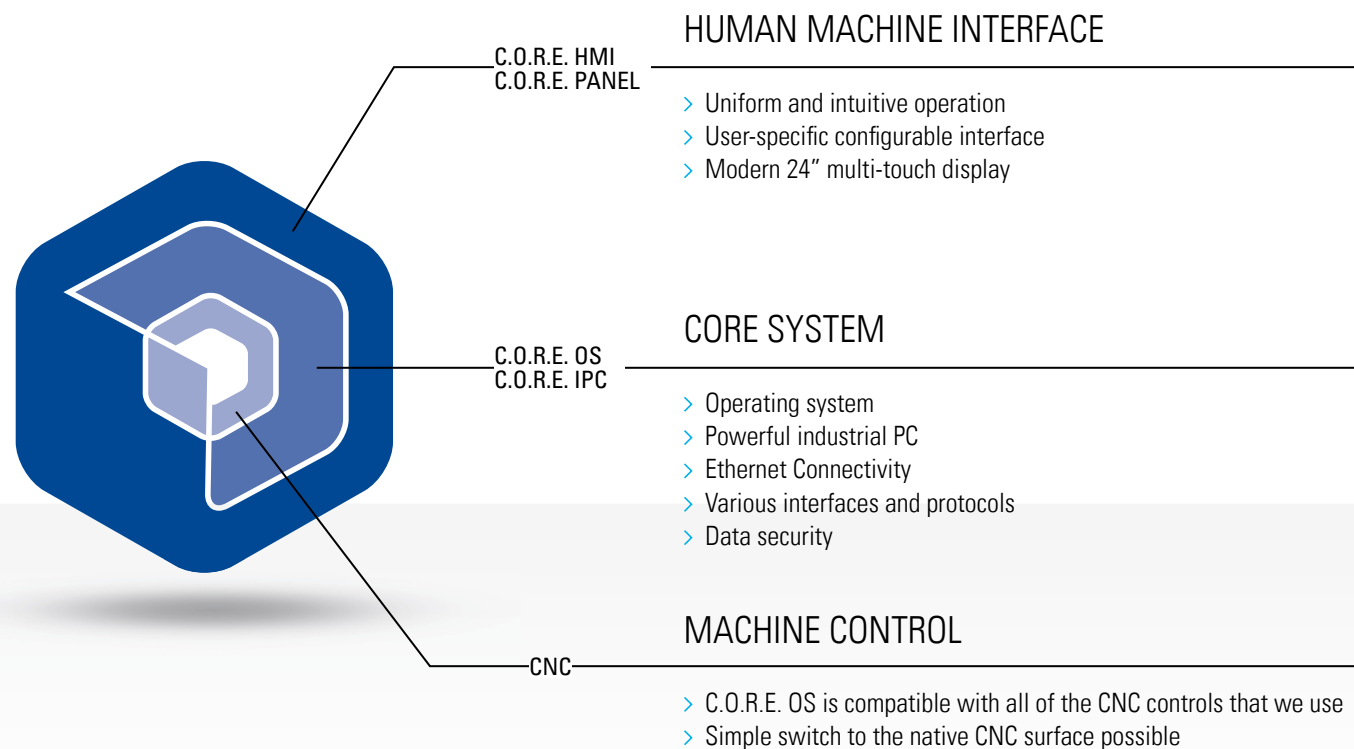 HUMAN MACHINE INTERFACE
C.O.R.E. HMI
C.O.R.E. PANEL
> Uniform and intuitive operation
> User-specific configurable interface
> Modern 24” multi-touch display
CORE SYSTEM
C.O.R.E. OS
C.O.R.E. IPC
> Operating system
> Powerful industrial PC
> Ethernet Connectivity
> Various interfaces and protocols
> Data security
MACHINE CONTROL
CNC
> C.O.R.E. OS is compatible with all of the CNC controls that we use
> Simple switch to the native CNC surface possible